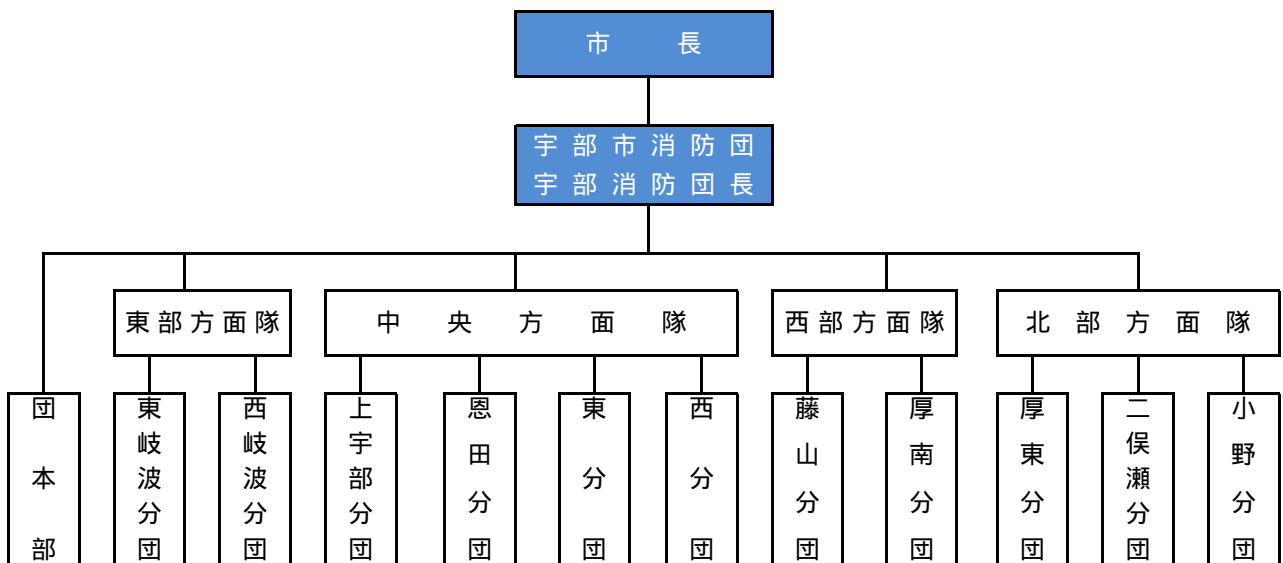 市長
宇部市消防団
宇部消防団長
東部方面隊
中央方面隊
西部方面隊
北部方面隊
団本部
東岐波分団
西岐波分団
上宇部分団
恩田分団
東分団
西分団
藤山分団
厚南分団
厚東分団
二俣瀬分団
小野分団